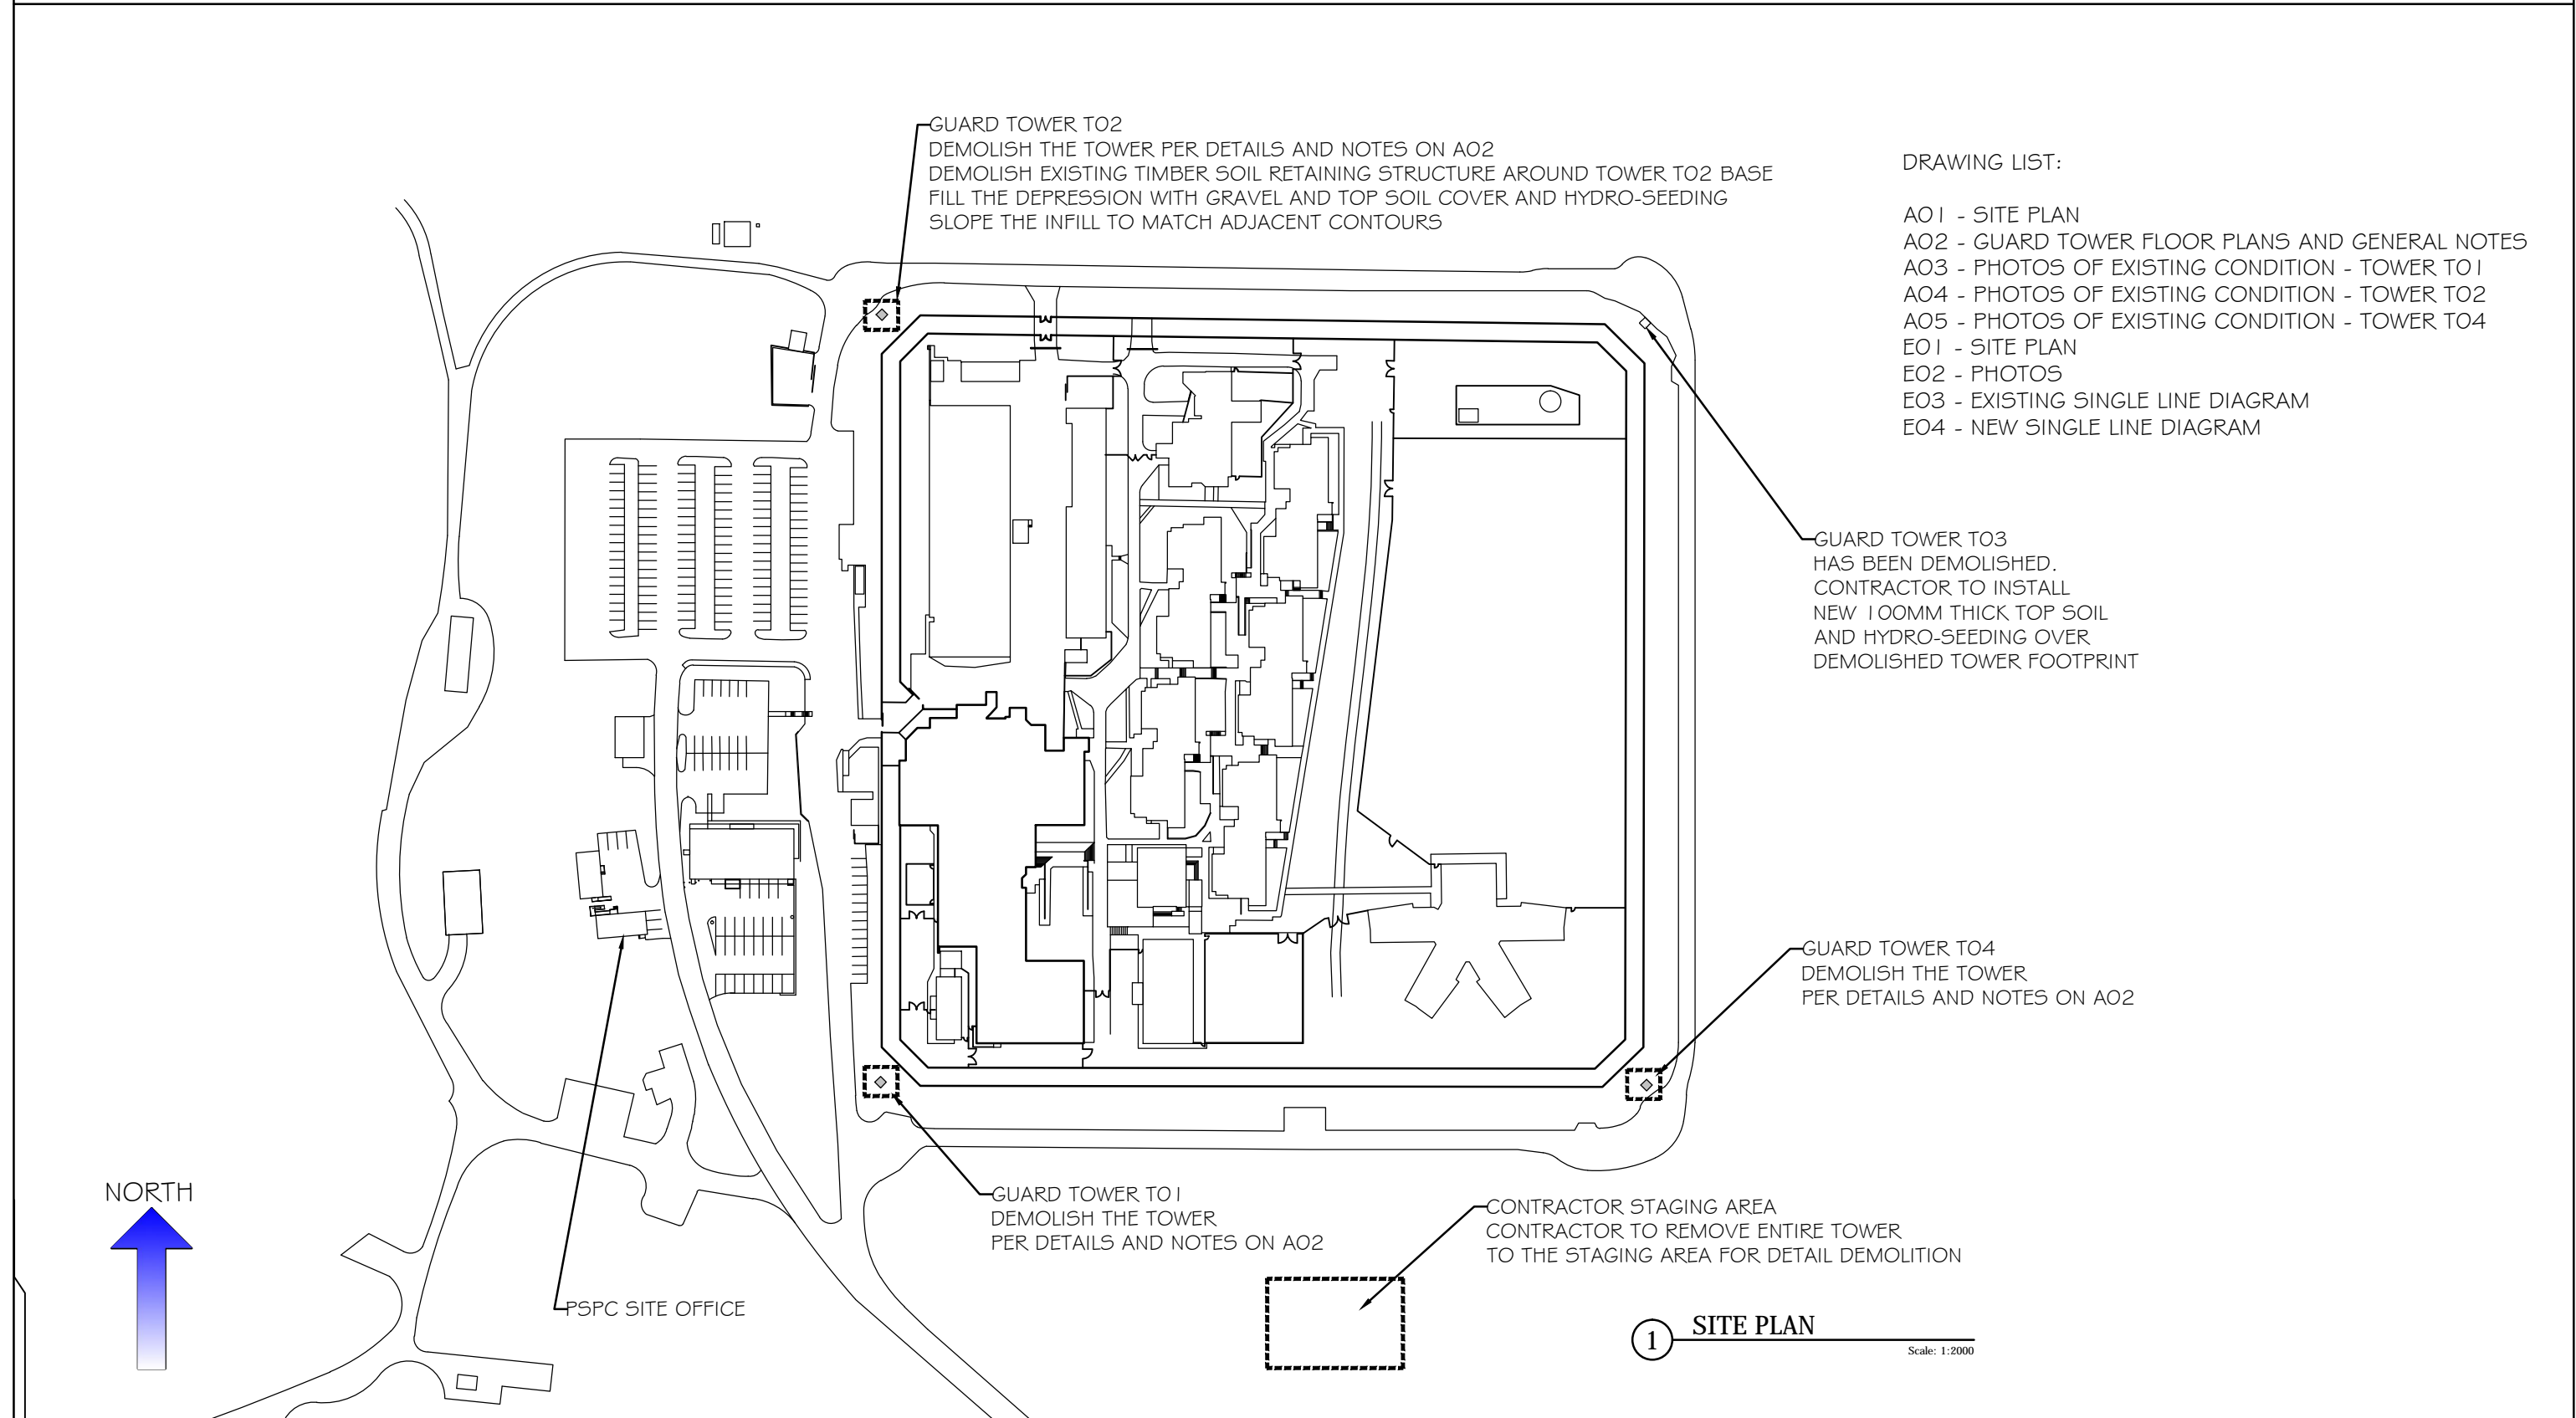 GUARD TOWER T02
DEMOLISH THE TOWER PER DETAILS AND NOTES ON A02
DEMOLISH EXISTING TIMBER SOIL RETAINING STRUCTURE AROUND TOWER T02 BASE
FILL THE DEPRESSION WITH GRAVEL AND TOP SOIL COVER AND HYDRO-SEEDING
SLOPE THE INFILL TO MATCH ADJACENT CONTOURS
DRAWING LIST:
A01 - SITE PLAN
A02 - GUARD TOWER FLOOR PLANS AND GENERAL NOTES
A03 - PHOTOS OF EXISTING CONDITION - TOWER T01
A04 - PHOTOS OF EXISTING CONDITION - TOWER T02
A05 - PHOTOS OF EXISTING CONDITION - TOWER T04
E01 - SITE PLAN
E02 - PHOTOS
E03 - EXISTING SINGLE LINE DIAGRAM
E04 - NEW SINGLE LINE DIAGRAM
GUARD TOWER T03
HAS BEEN DEMOLISHED.
CONTRACTOR TO INSTALL
NEW 100MM THICK TOP SOIL
AND HYDRO-SEEDING OVER
DEMOLISHED TOWER FOOTPRINT
GUARD TOWER T04
DEMOLISH THE TOWER
PER DETAILS AND NOTES ON A02
NORTH
GUARD TOWER T01
DEMOLISH THE TOWER
PER DETAILS AND NOTES ON A02
CONTRACTOR STAGING AREA
CONTRACTOR TO REMOVE ENTIRE TOWER
TO THE STAGING AREA FOR DETAIL DEMOLITION
PSPC SITE OFFICE
1 SITE PLAN
Scale: 1:2000